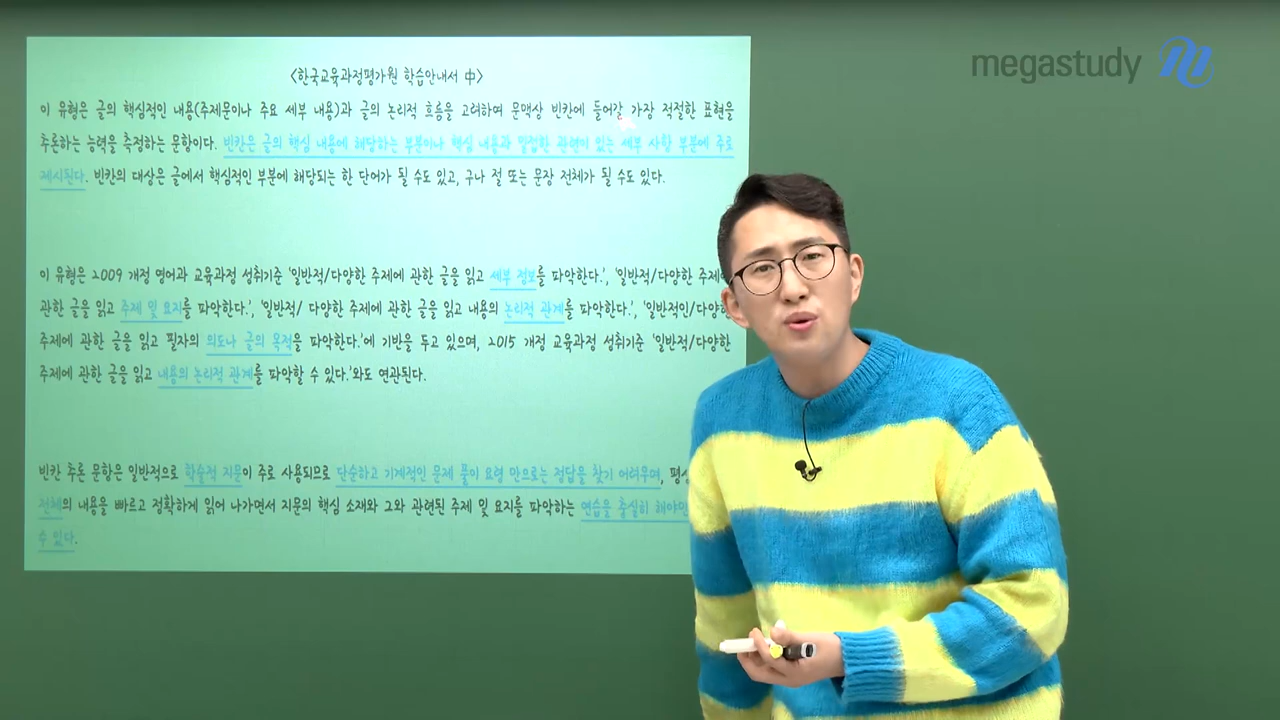 megastudy
<한국교육과정평가원 학습안내서 中>
이 유형은 글의 핵심적인 내용(주제문이나 주요 세부 내용)과 글의 논리적 흐름을 고려하여 문맥상 빈칸에 들어갈 가장 적절한 표현을
추론하는 능력을 측정하는 문항이다. 빈칸은 글의 핵심 내용에 해당하는 부분이나 핵심 내용과 밀접한 관련이 있는 세부 사항 부분에 주로
제시된다. 빈칸의 대상은 글에서 핵심적인 부분에 해당되는 한 단어가 될 수도 있고, 구나 절 또는 문장 전체가 될 수도 있다.
이 유형은 2009 개정 영어과 교육과정 성취기준 '일반적/다양한 주제에 관한 글을 읽고 세부 정보를 파악한다.', '일반적/다양한 주제에
관한 글을 읽고 주제 및 요지를 파악한다.', '일반적/ 다양한 주제에 관한 글을 읽고 내용의 논리적 관계를 파악한다.', '일반적인/다양한
주제에 관한 글을 읽고 필자의 의도나 글의 목적을 파악한다.'에 기반을 두고 있으며, 2015 개정 교육과정 성취기준 '일반적/다양한
주제에 관한 글을 읽고 내용의 논리적 관계를 파악할 수 있다.'와도 연관된다.
빈칸 추론 문항은 일반적으로 학술적 지문이 주로 사용되므로 단순하고 기계적인 문제 풀이 요령 만으로는 정답을 찾기 어려우며,
전체의 내용을 빠르고 정확하게 읽어 나가면서 지문의 핵심 소재와 그와 관련된 주제 및 요지를 파악하는 연습을 충실히 해야만
수 있다.